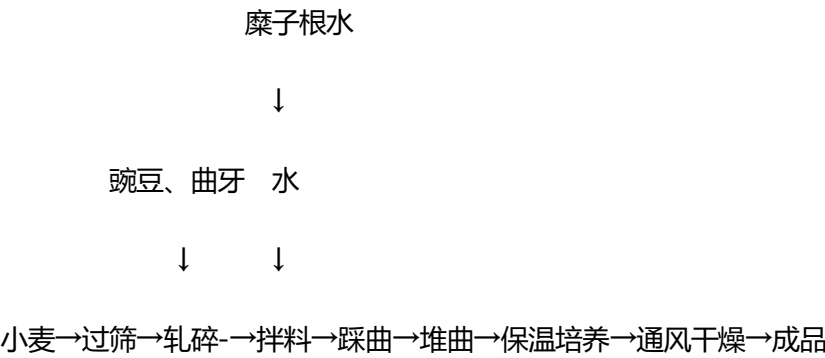 糜子根水
↓
豌豆、曲牙 水
↓ ↓
小麦→过筛→轧碎-→拌料→踩曲→堆曲→保温培养→通风干燥→成品